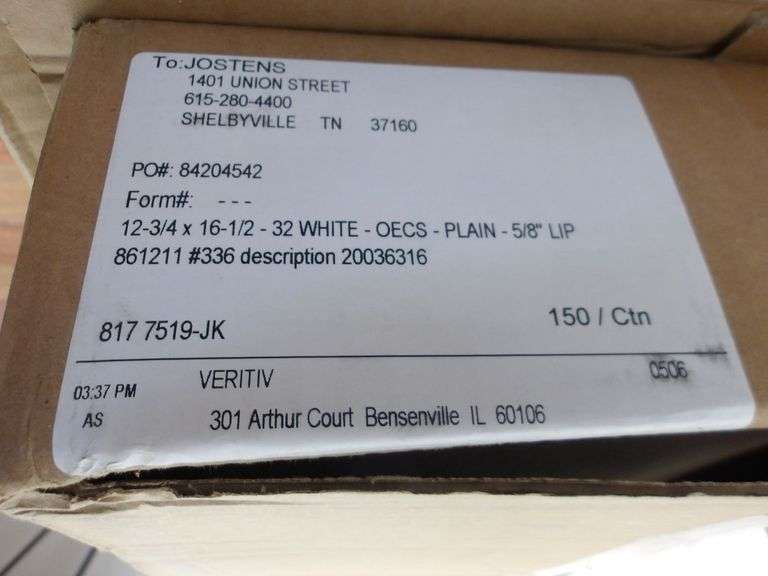 To:JOSTENS
1401 UNION STREET
615-280-4400
SHELBYVILLE TN 37160
PO#: 84204542
Form#: - - -
12-3/4 x 16-1/2 - 32 WHITE - OECS - PLAIN - 5/8" LIP
861211 #336 description 20036316
817 7519-JK 150 / Ctn
03:37 PM VERITIV 0506
AS 301 Arthur Court Bensenville IL 60106